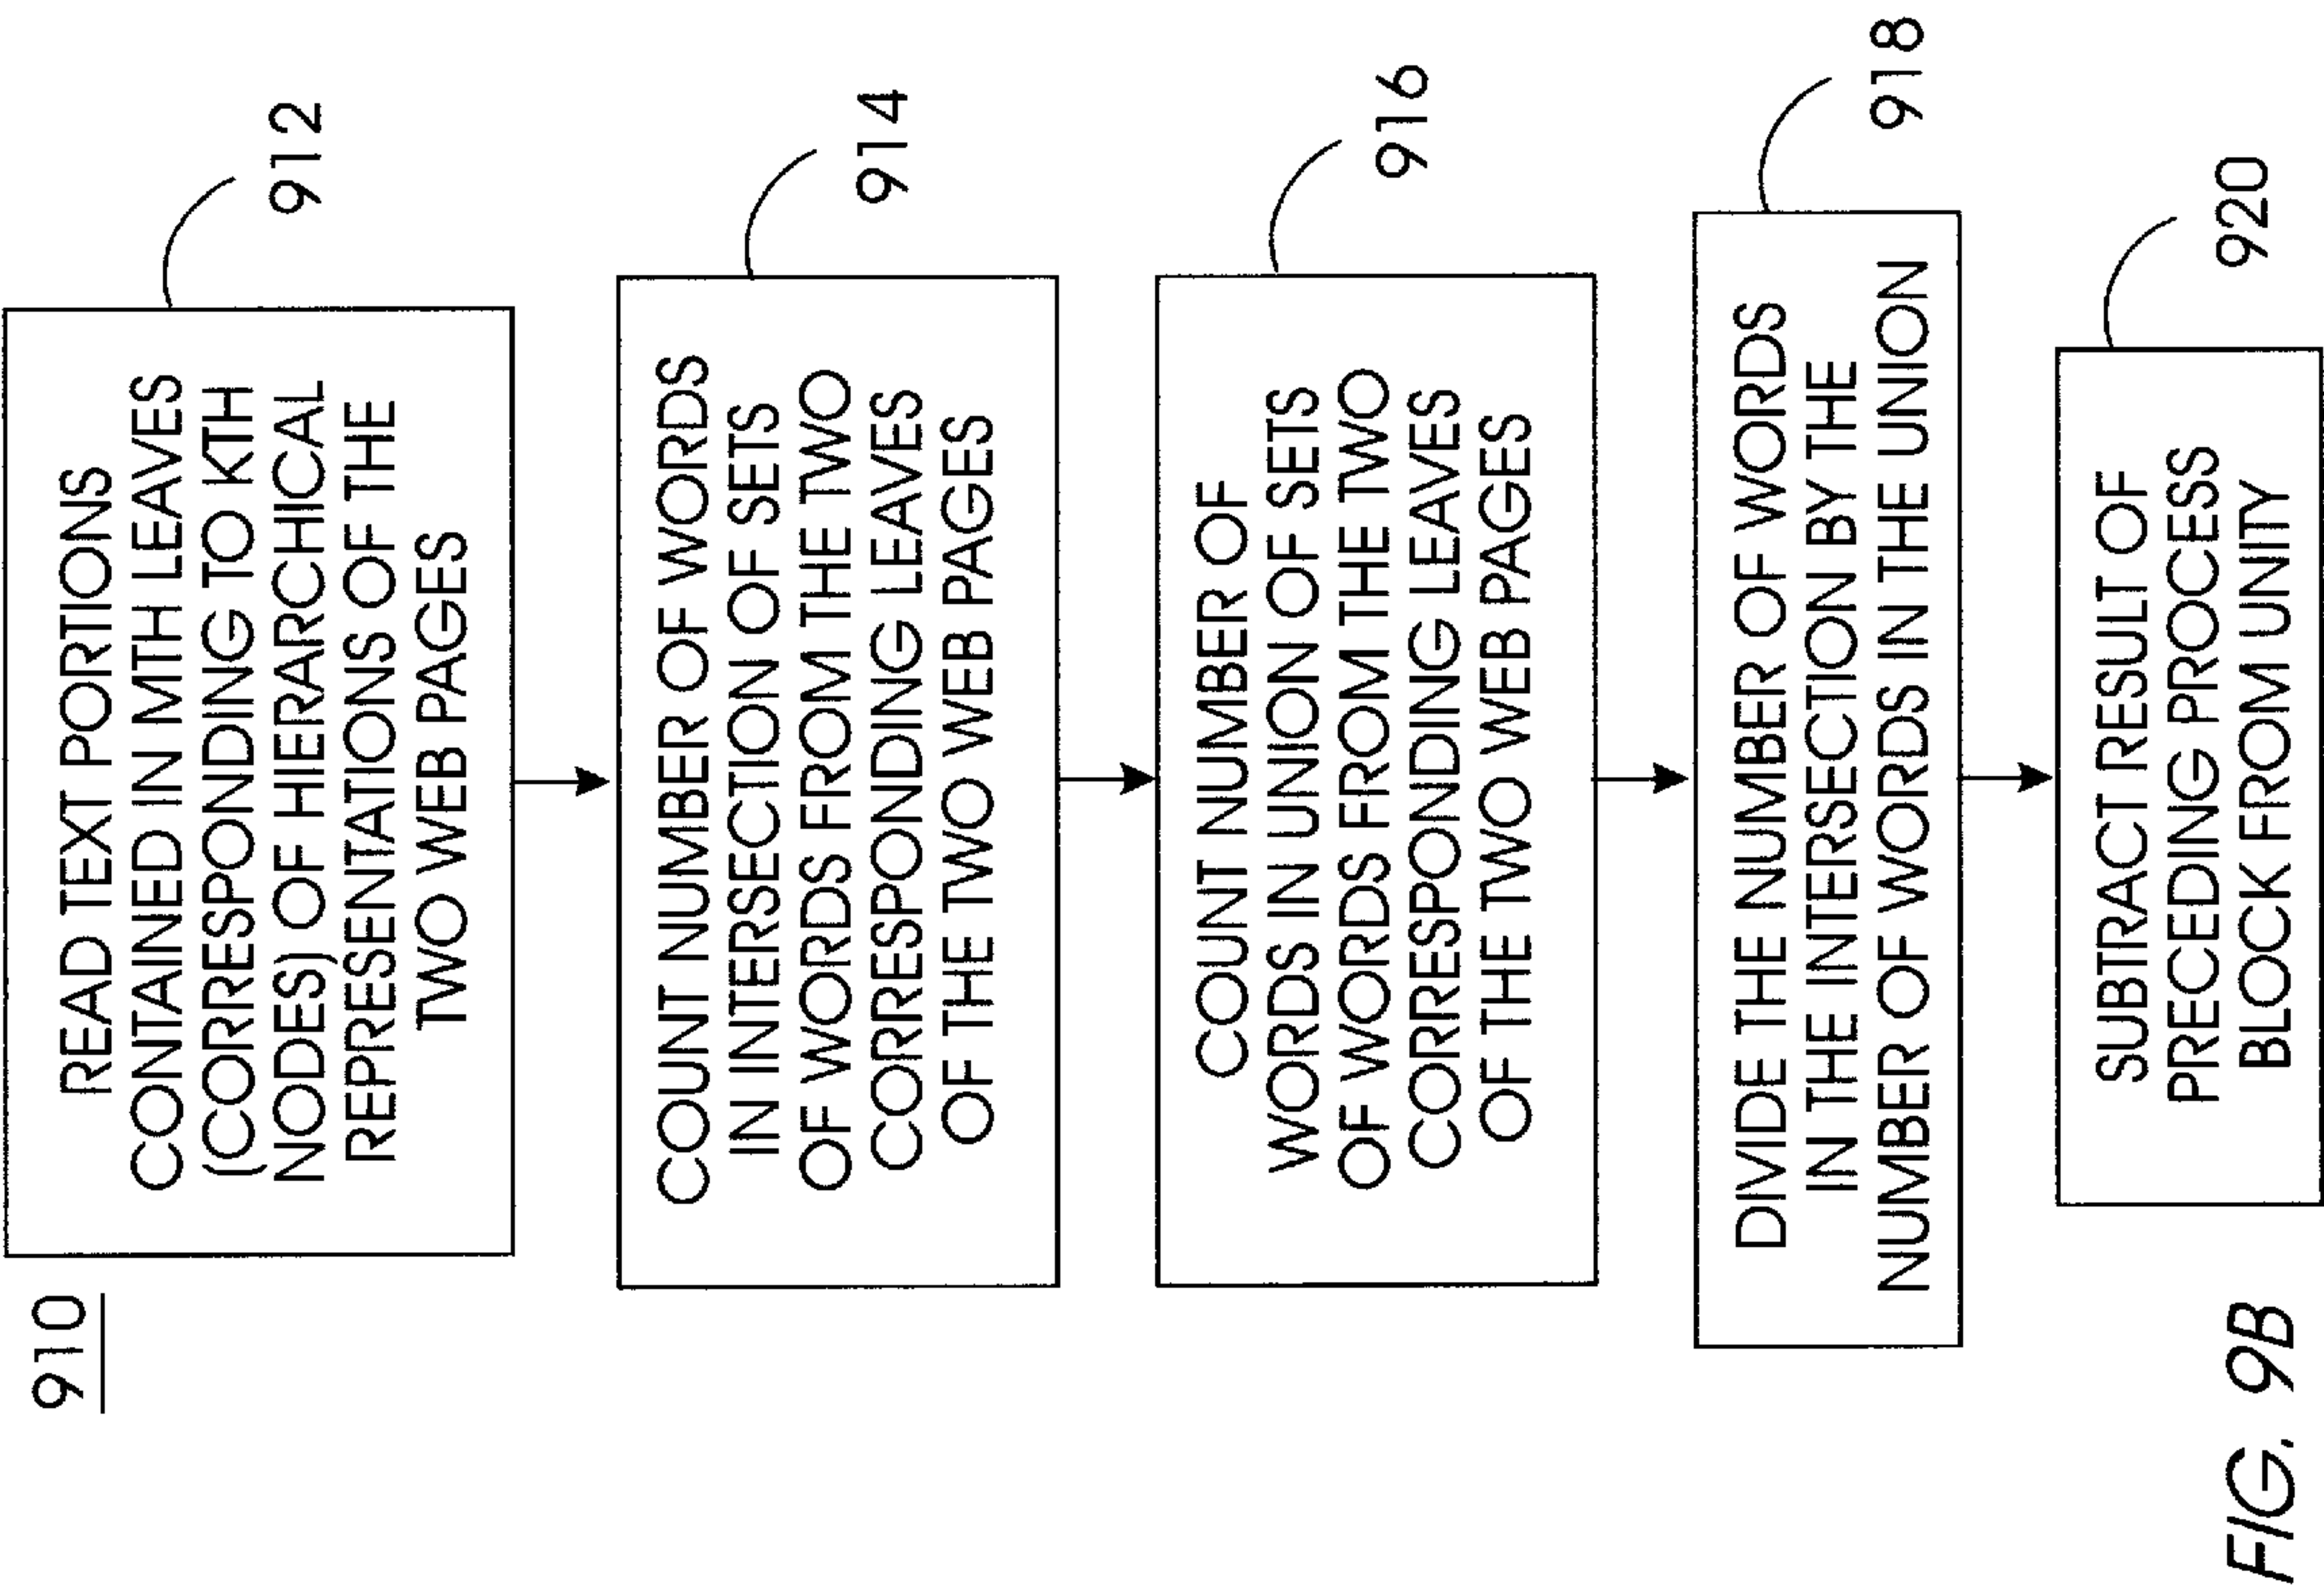 910
READ TEXT PORTIONS
CONTAINED IN MTH LEAVES
(CORRESPONDING TO KTH
NODES) OF HIERARCHICAL
REPRESENTATIONS OF THE
TWO WEB PAGES
912
COUNT NUMBER OF WORDS
IN INTERSECTION OF SETS
OF WORDS FROM THE TWO
CORRESPONDING LEAVES
OF THE TWO WEB PAGES
914
COUNT NUMBER OF
WORDS IN UNION OF SETS
OF WORDS FROM THE TWO
CORRESPONDING LEAVES
OF THE TWO WEB PAGES
916
DIVIDE THE NUMBER OF WORDS
IN THE INTERSECTION BY THE
NUMBER OF WORDS IN THE UNION
918
SUBTRACT RESULT OF
PRECEDING PROCESS
BLOCK FROM UNITY
920
FIG. 9B